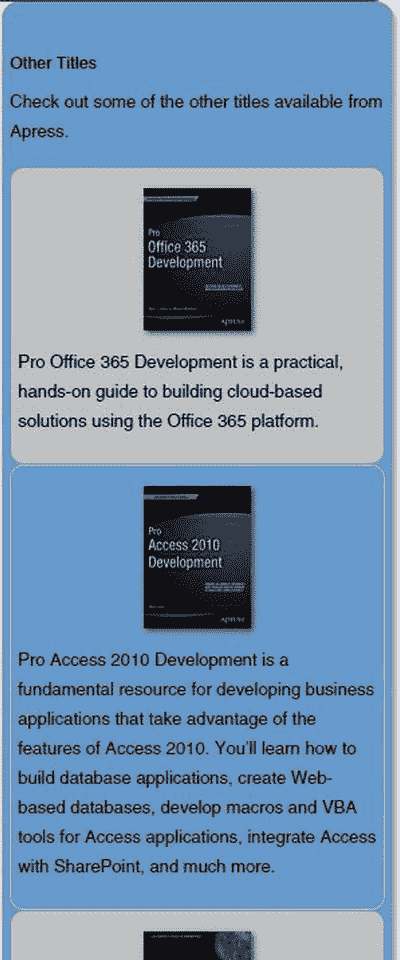 Other Titles
Check out some of the other titles available from
Apress.
Pro
Office 365
Development
Apress
Pro Office 365 Development is a practical,
hands-on guide to building cloud-based
solutions using the Office 365 platform.
Pro
Access 2010
Development
Apress
Pro Access 2010 Development is a
fundamental resource for developing business
applications that take advantage of the
features of Access 2010. You'll learn how to
build database applications, create Web-
based databases, develop macros and VBA
tools for Access applications, integrate Access
with SharePoint, and much more.